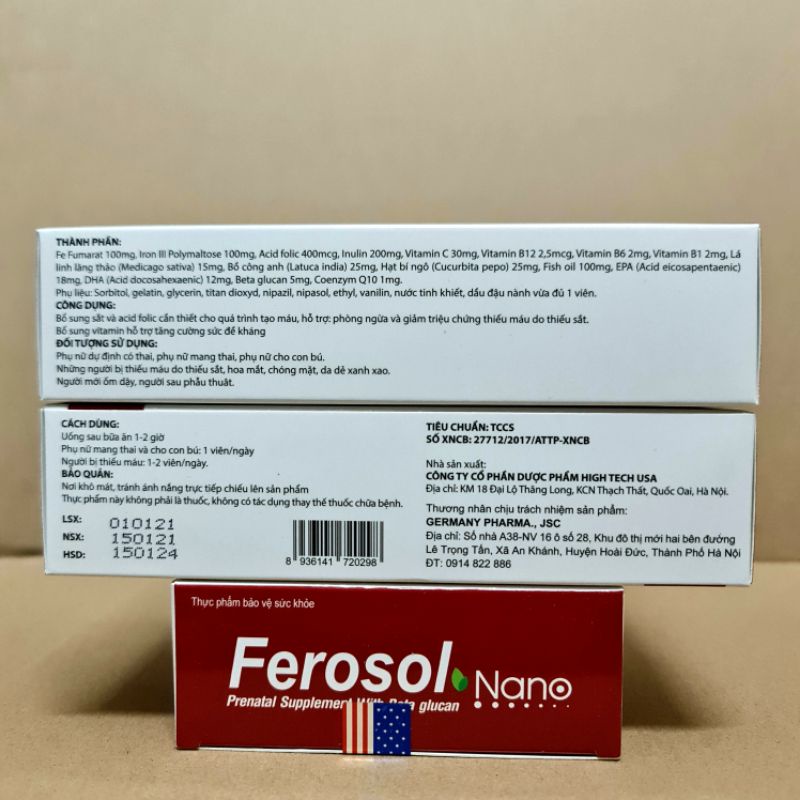 THÀNH PHẦN:
Fe Fumarat 100mg, Iron III Polymaltose 100mg, Acid folic 400mcg, Inulin 200mg, Vitamin C 30mg, Vitamin B12 2,5mcg, Vitamin B6 2mg, Vitamin B1 2mg, Lá
linh lăng thảo (Medicago sativa) 15mg, Bồ công anh (Latuca india) 25mg, Hạt bí ngô (Cucurbita pepo) 25mg, Fish oil 100mg, EPA (Acid eicosapentaenic)
18mg, DHA (Acid docosahexaenic) 12mg, Beta glucan 5mg, Coenzym Q10 1mg.
Phụ liệu: Sorbitol, gelatin, glycerin, titan dioxyd, nipazil, nipasol, ethyl, vanilin, nước tinh khiết, dầu đậu nành vừa đủ 1 viên.
CÔNG DỤNG:
Bổ sung sắt và acid folic cần thiết cho quá trình tạo máu, hỗ trợ: phòng ngừa và giảm triệu chứng thiếu máu do thiếu sắt.
Bổ sung vitamin hỗ trợ tăng cường sức đề kháng
ĐỐI TƯỢNG SỬ DỤNG:
Phụ nữ dự định có thai, phụ nữ mang thai, phụ nữ cho con bú.
Những người bị thiếu máu do thiếu sắt, hoa mắt, chóng mặt, da dẻ xanh xao.
Người mới ốm dậy, người sau phẫu thuật.
CÁCH DÙNG:
Uống sau bữa ăn 1-2 giờ
Phụ nữ mang thai và cho con bú: 1 viên/ngày
Người bị thiếu máu: 1-2 viên/ngày.
BẢO QUẢN:
Nơi khô mát, tránh ánh nắng trực tiếp chiếu lên sản phẩm
Thực phẩm này không phải là thuốc, không có tác dụng thay thế thuốc chữa bệnh.
LSX: 010121
NSX: 150121
HSD: 150124
8 936141 720298
TIÊU CHUẨN: TCCS
SỐ XNCB: 27712/2017/ATTP-XNCB
Nhà sản xuất:
CÔNG TY CỔ PHẦN DƯỢC PHẨM HIGH TECH USA
Địa chỉ: KM 18 Đại Lộ Thăng Long, KCN Thạch Thất, Quốc Oai, Hà Nội.
Thương nhân chịu trách nhiệm sản phẩm:
GERMANY PHARMA., JSC
Địa chỉ: Số nhà A38-NV 16 ô số 28, Khu đô thị mới hai bên đường
Lê Trọng Tấn, Xã An Khánh, Huyện Hoài Đức, Thành Phố Hà Nội
ĐT: 0914 822 886
Thực phẩm bảo vệ sức khỏe
Ferosol Nano
Prenatal Supplement With Beta glucan